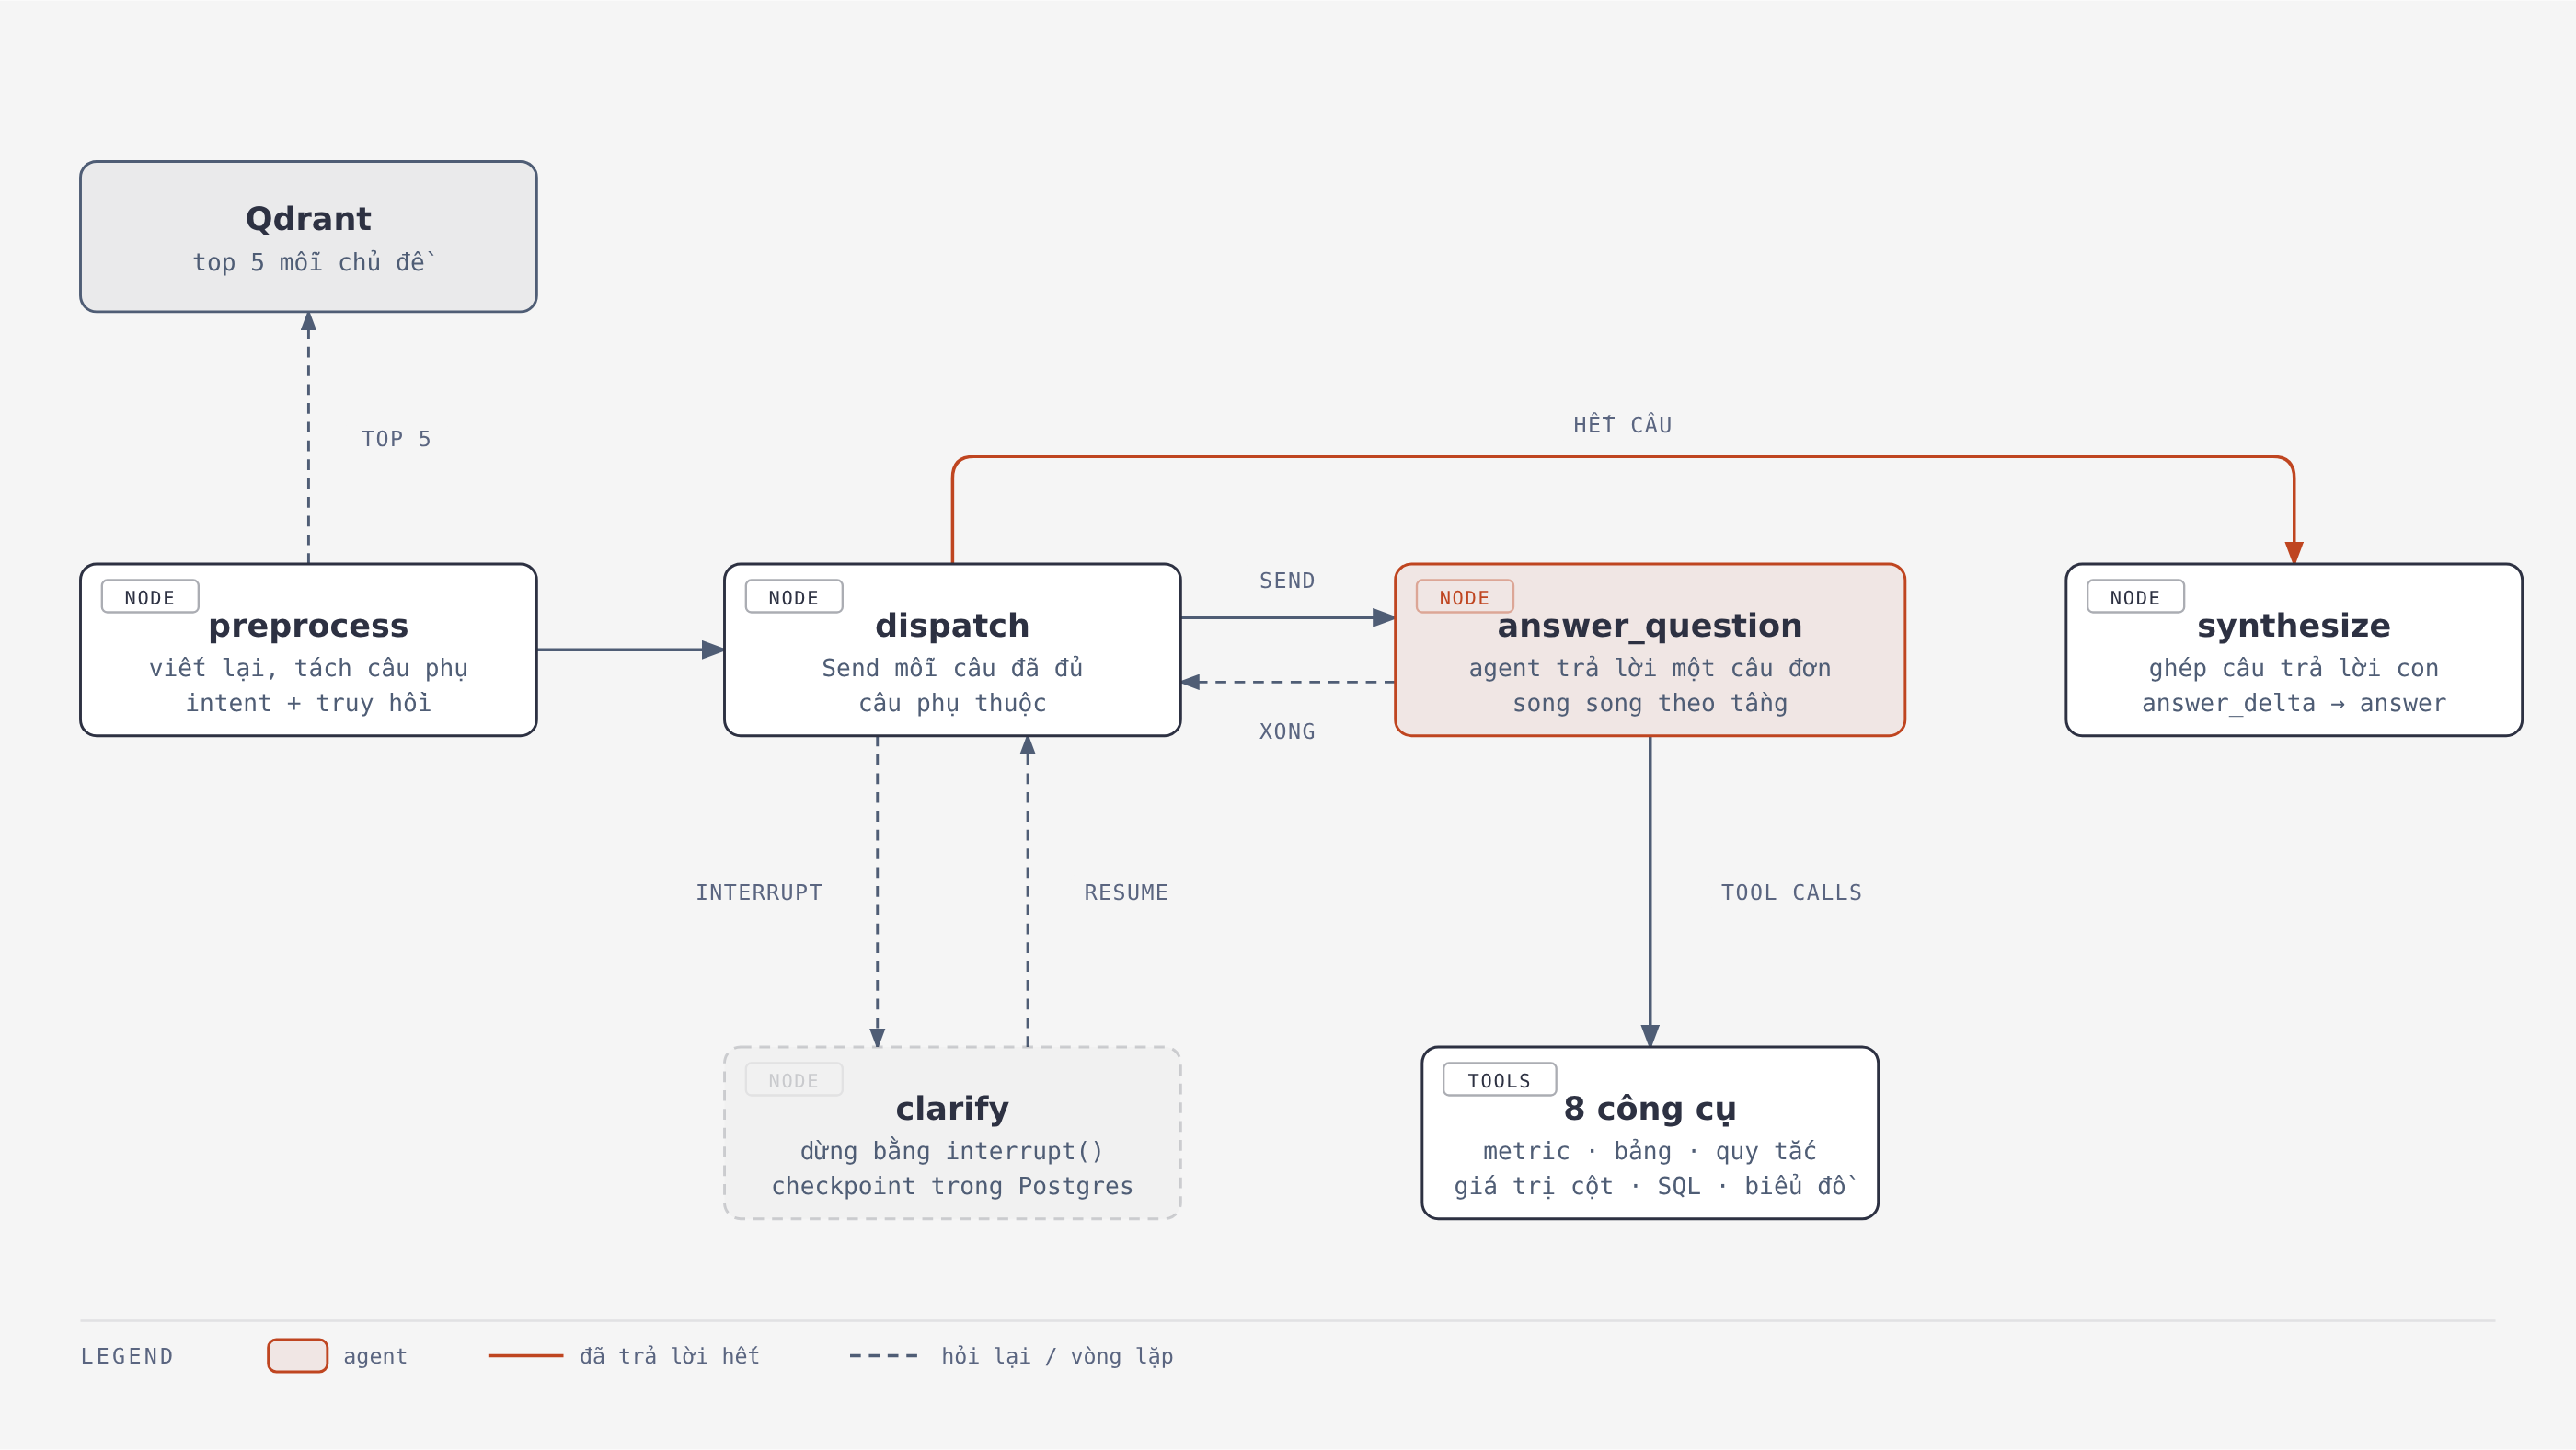 Qdrant
top 5 mỗi chủ đề
TOP 5
HẾT CÂU
NODE
preprocess
viết lại, tách câu phụ
intent + truy hồi
NODE
dispatch
Send mỗi câu đã đủ
câu phụ thuộc
SEND
XONG
NODE
answer_question
agent trả lời một câu đơn
song song theo tầng
NODE
synthesize
ghép câu trả lời con
answer_delta → answer
INTERRUPT
RESUME
TOOL CALLS
NODE
clarify
dừng bằng interrupt()
checkpoint trong Postgres
TOOLS
8 công cụ
metric · bảng · quy tắc
giá trị cột · SQL · biểu đồ
LEGEND
agent
đã trả lời hết
hỏi lại / vòng lặp